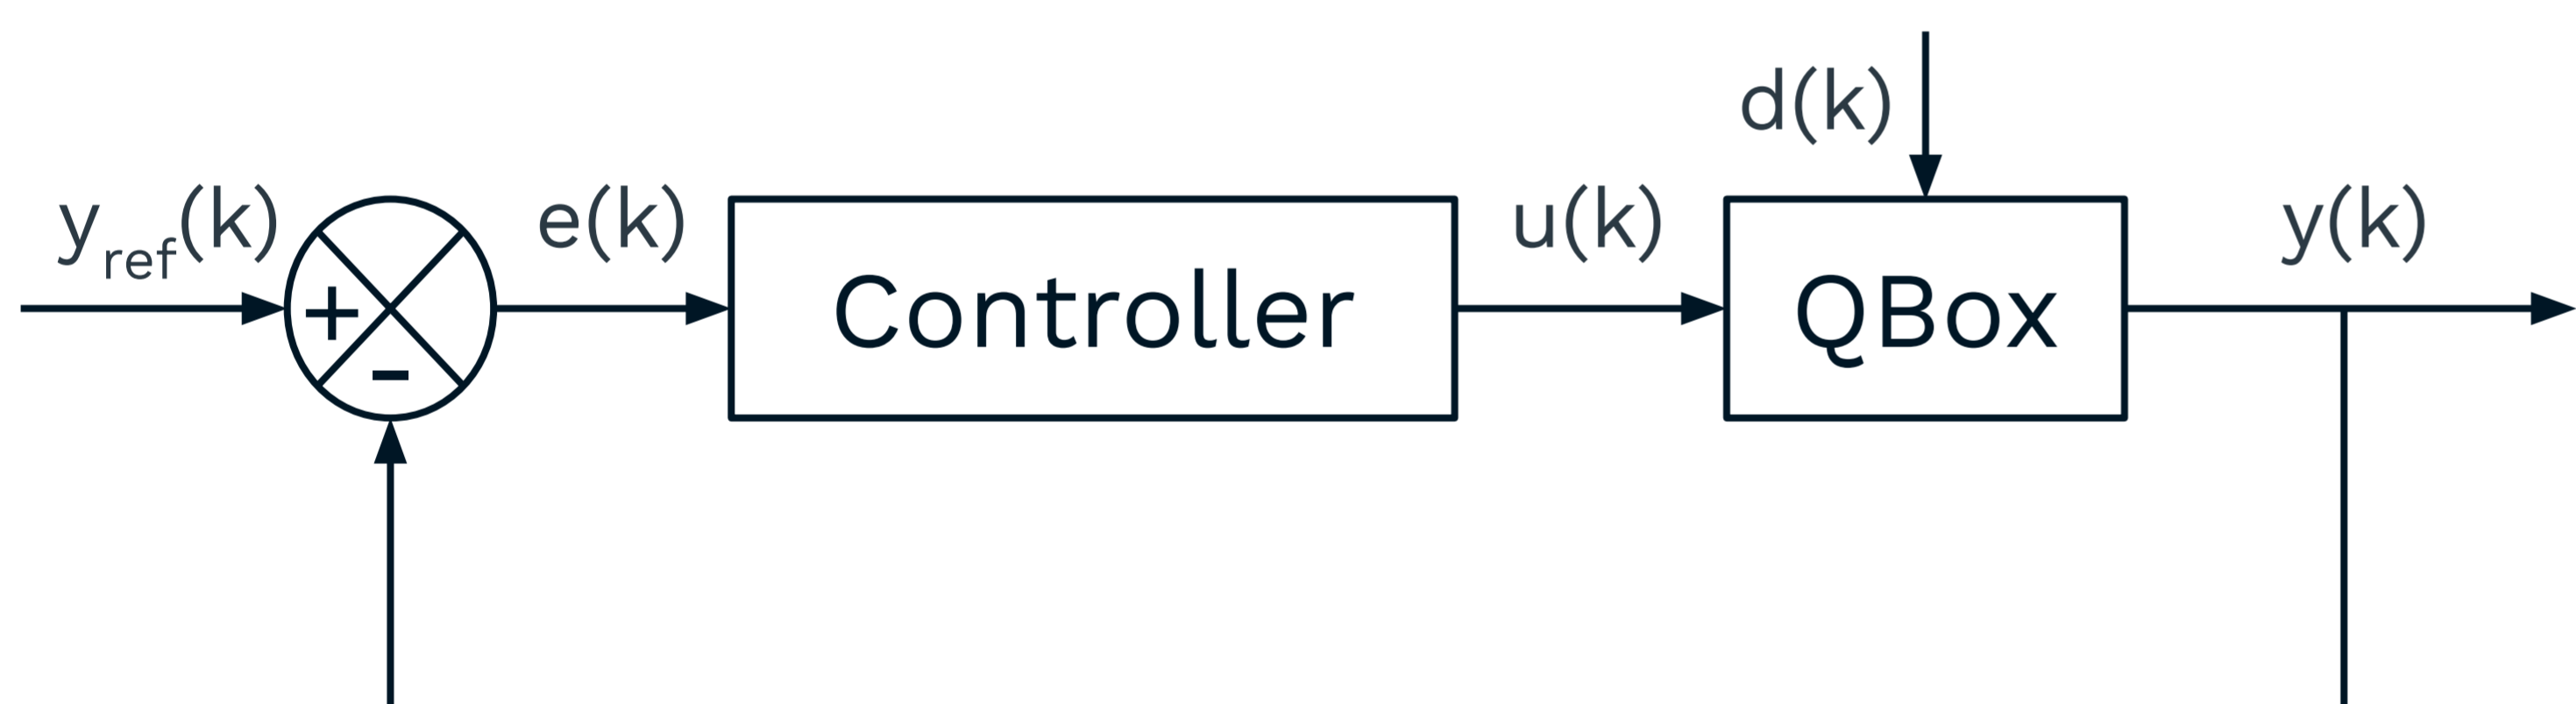 d(k)
y_ref(k)
e(k)
u(k)
y(k)
+
-
Controller
QBox